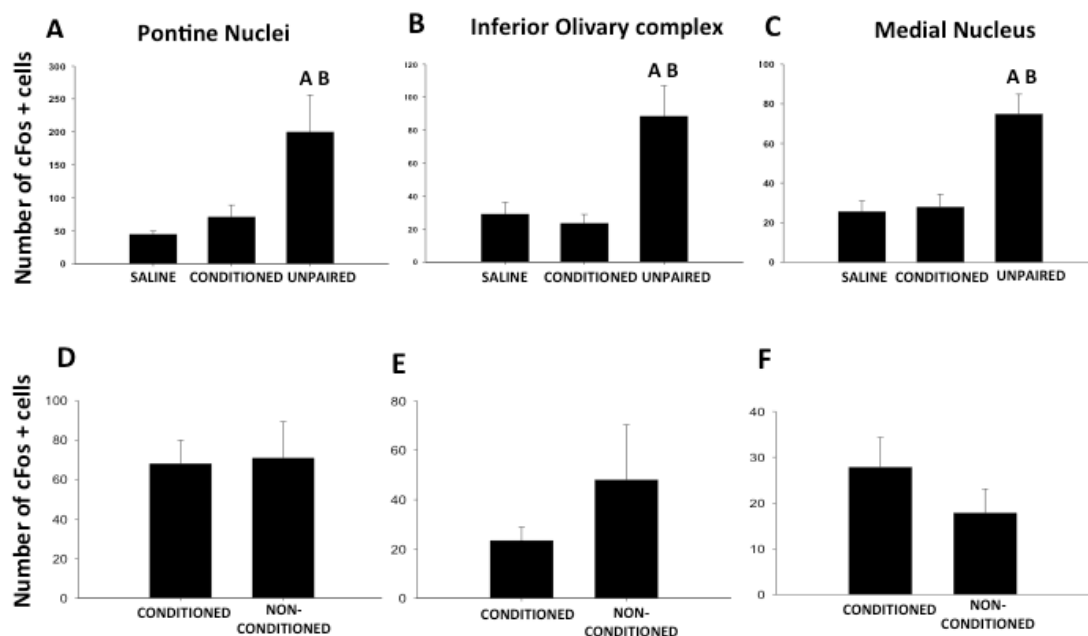 A Pontine Nuclei
B Inferior Olivary complex
C Medial Nucleus
Number of cFos + cells
300
250
200
150
100
50
0
A B
SALINE CONDITIONED UNPAIRED
120
100
80
60
40
20
0
A B
SALINE CONDITIONED UNPAIRED
100
80
60
40
20
0
A B
SALINE CONDITIONED UNPAIRED
D
Number of cFos + cells
100
80
60
40
20
0
CONDITIONED NON-
CONDITIONED
E
80
60
40
20
0
CONDITIONED NON-
CONDITIONED
F
40
30
20
10
0
CONDITIONED NON-
CONDITIONED